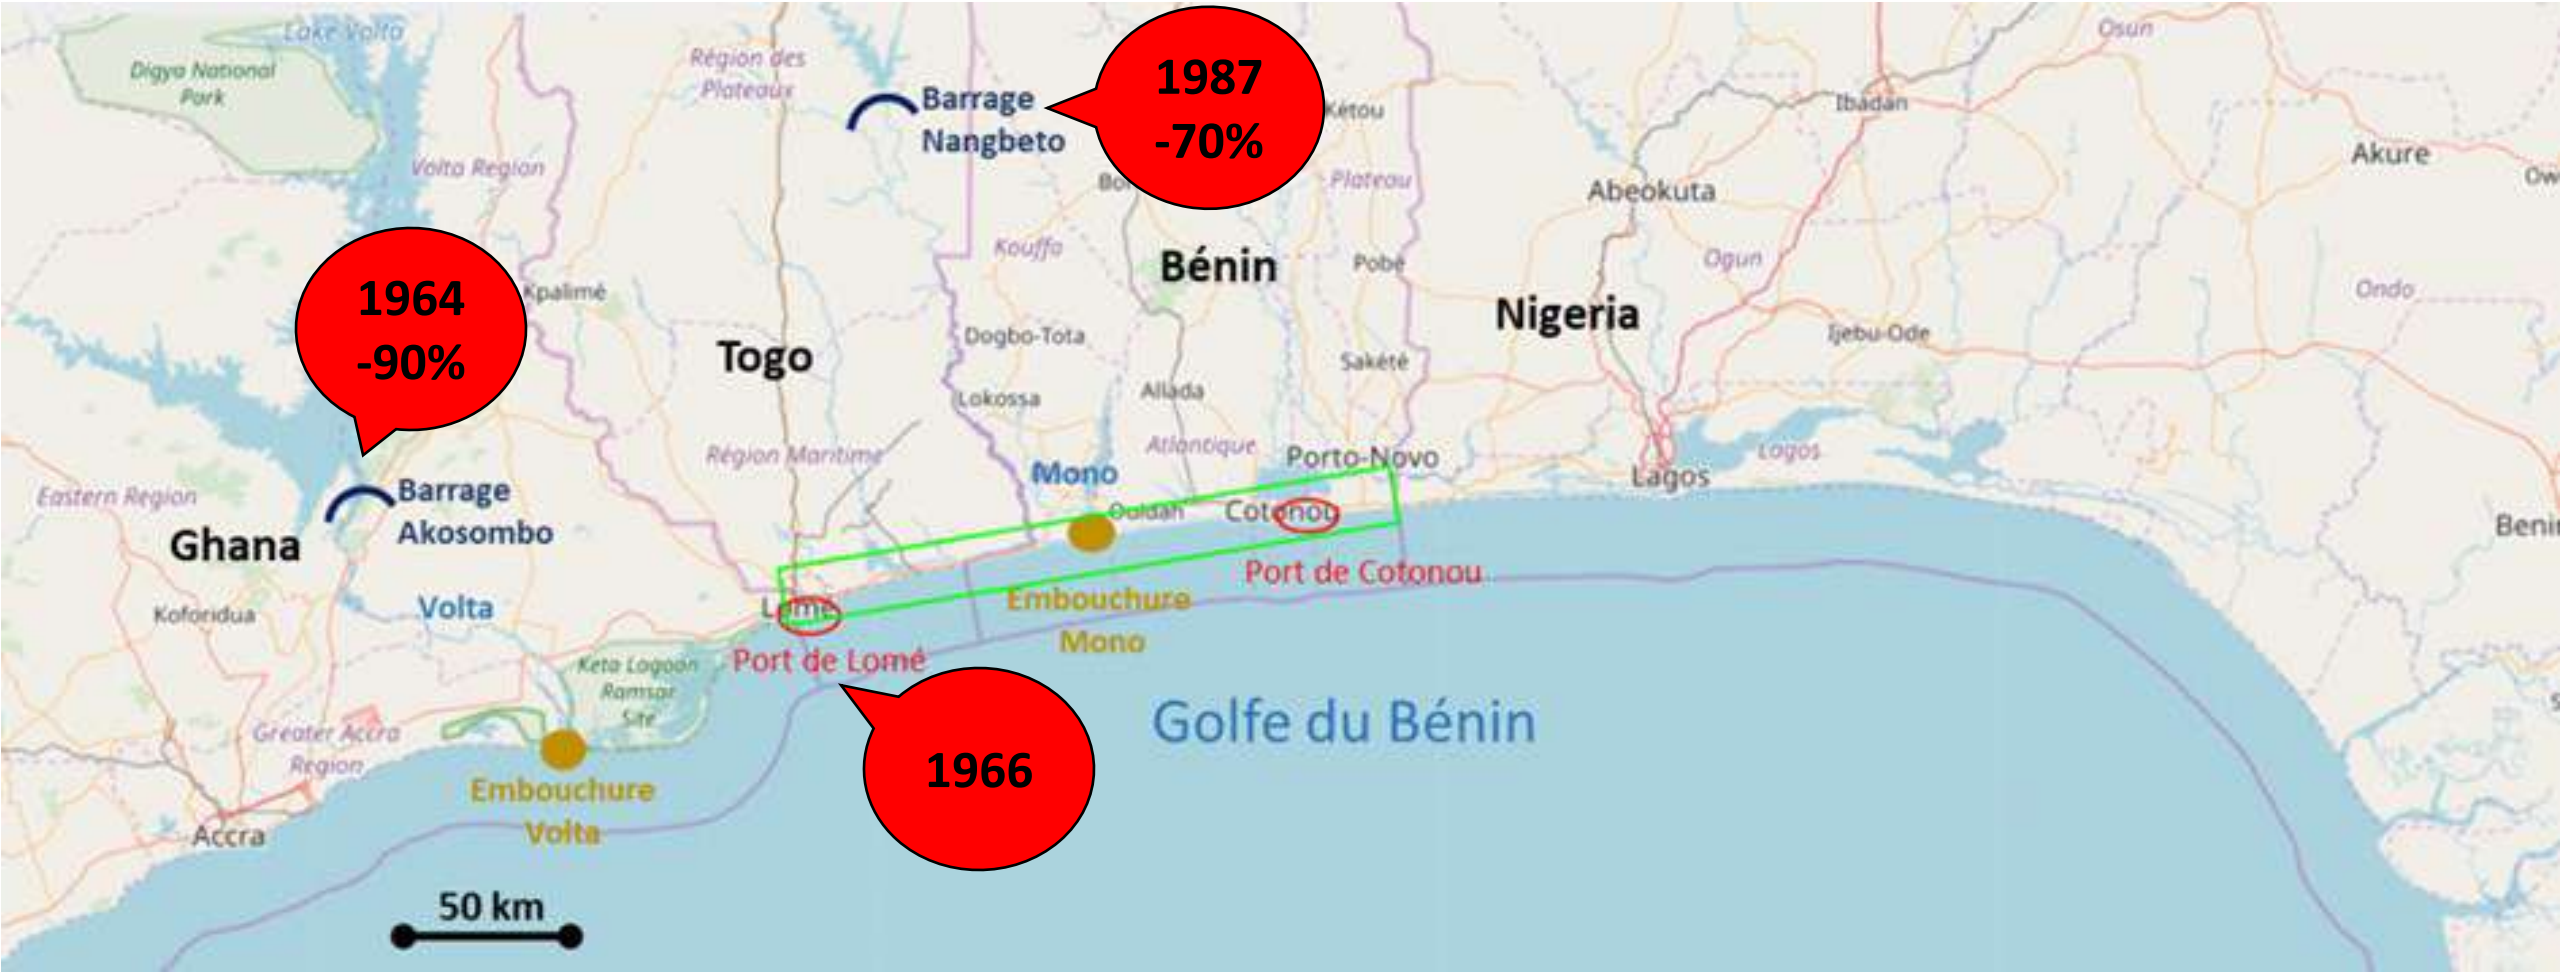 Lake Volta
Digya National
Park
Région des
Plateaux
Barrage
Nangbeto
1987
-70%
Kétou
Osun
Ibadan
Akure
Volta Region
Plateau
Abeokuta
Kouffo
Bénin
Pobé
Ogun
1964
-90%
Kpalimé
Ondo
Nigeria
Togo
Dogbo-Tota
Sakété
Ijebu-Ode
Lokossa
Allada
Région Maritime
Atlantique
Porto-Novo
Lagos
Lagos
Mono
Eastern Region
Barrage
Akosombo
Ghana
Ouidah
Cotonou
Port de Cotonou
Embouchure
Mono
Koforidua
Volta
Lomé
Port de Lomé
Keta Lagoon
Ramsar
Site
Greater Accra
Region
Golfe du Bénin
1966
Embouchure
Volta
Accra
50 km